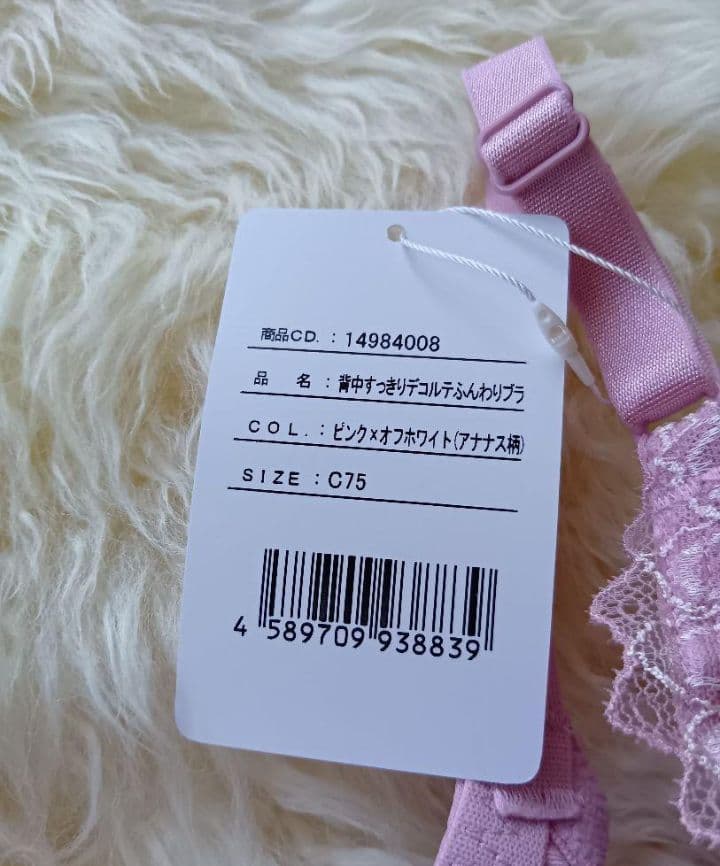 商品CD. : 14984008
品 名 : 背中すっきりデコルテふんわりブラ
COL. : ピンク×オフホワイト(アナナス柄)
SIZE : C75
4 589709 938839